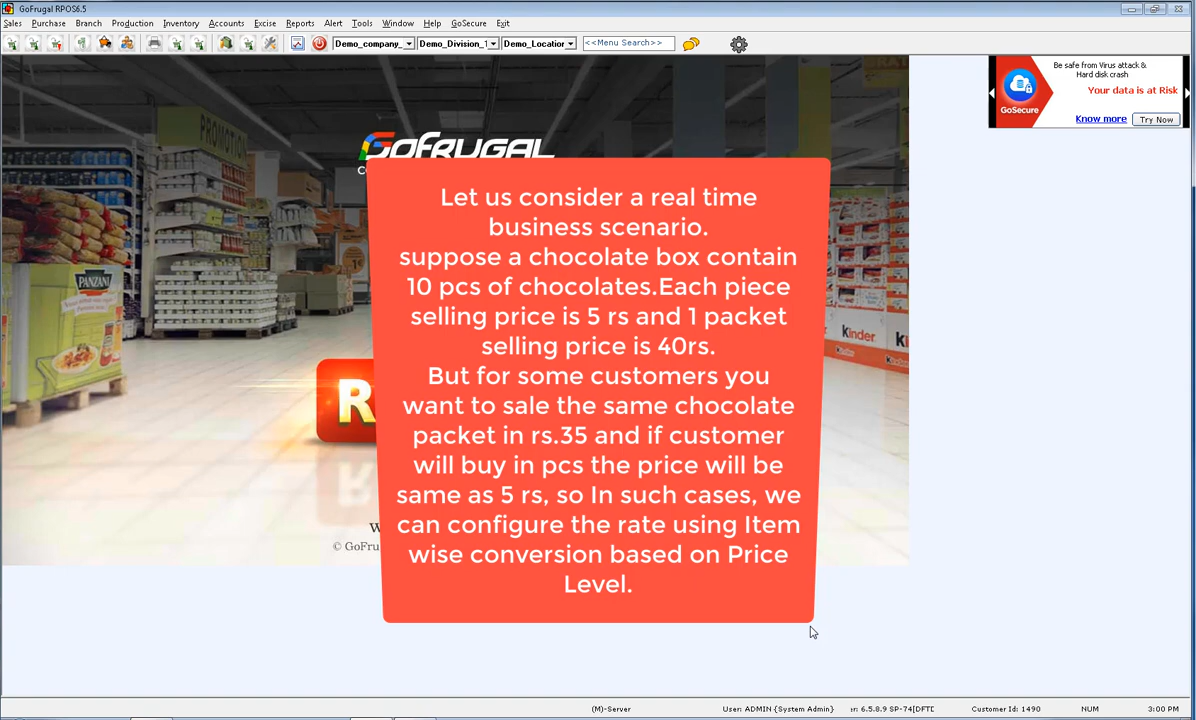 GoFrugal RPOS6.5
Sales Purchase Branch Production Inventory Accounts Excise Reports Alert Tools Window Help GoSecure Exit
Demo_company_ Demo_Division_1 Demo_Location <<Menu Search>>
Be safe from Virus attack &
Hard disk crash
Your data is at Risk
GoSecure
Know more Try Now
PROMOTION
GOFRUGAL
PANZANI
kinder
Let us consider a real time
business scenario.
suppose a chocolate box contain
10 pcs of chocolates.Each piece
selling price is 5 rs and 1 packet
selling price is 40rs.
But for some customers you
want to sale the same chocolate
packet in rs.35 and if customer
will buy in pcs the price will be
same as 5 rs, so In such cases, we
can configure the rate using Item
wise conversion based on Price
Level.
R
W
© GoFru
(M)-Server User: ADMIN {System Admin} er: 6.5.8.9 SP-74[DFTD Customer Id: 1490 NUM 3:00 PM